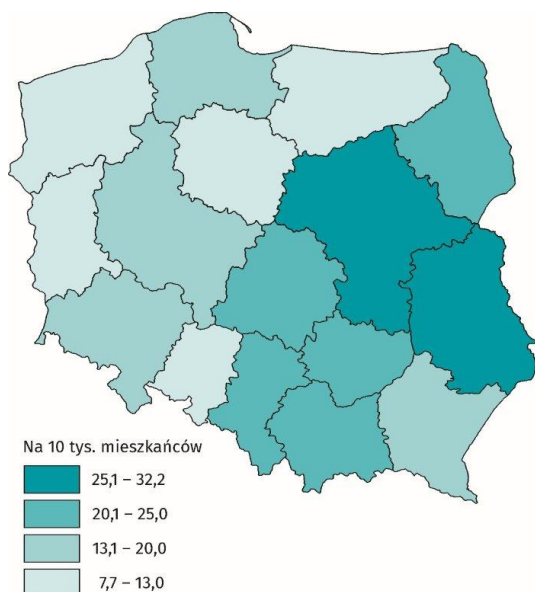 Na 10 tys. mieszkańców
25,1 – 32,2
20,1 – 25,0
13,1 – 20,0
7,7 – 13,0